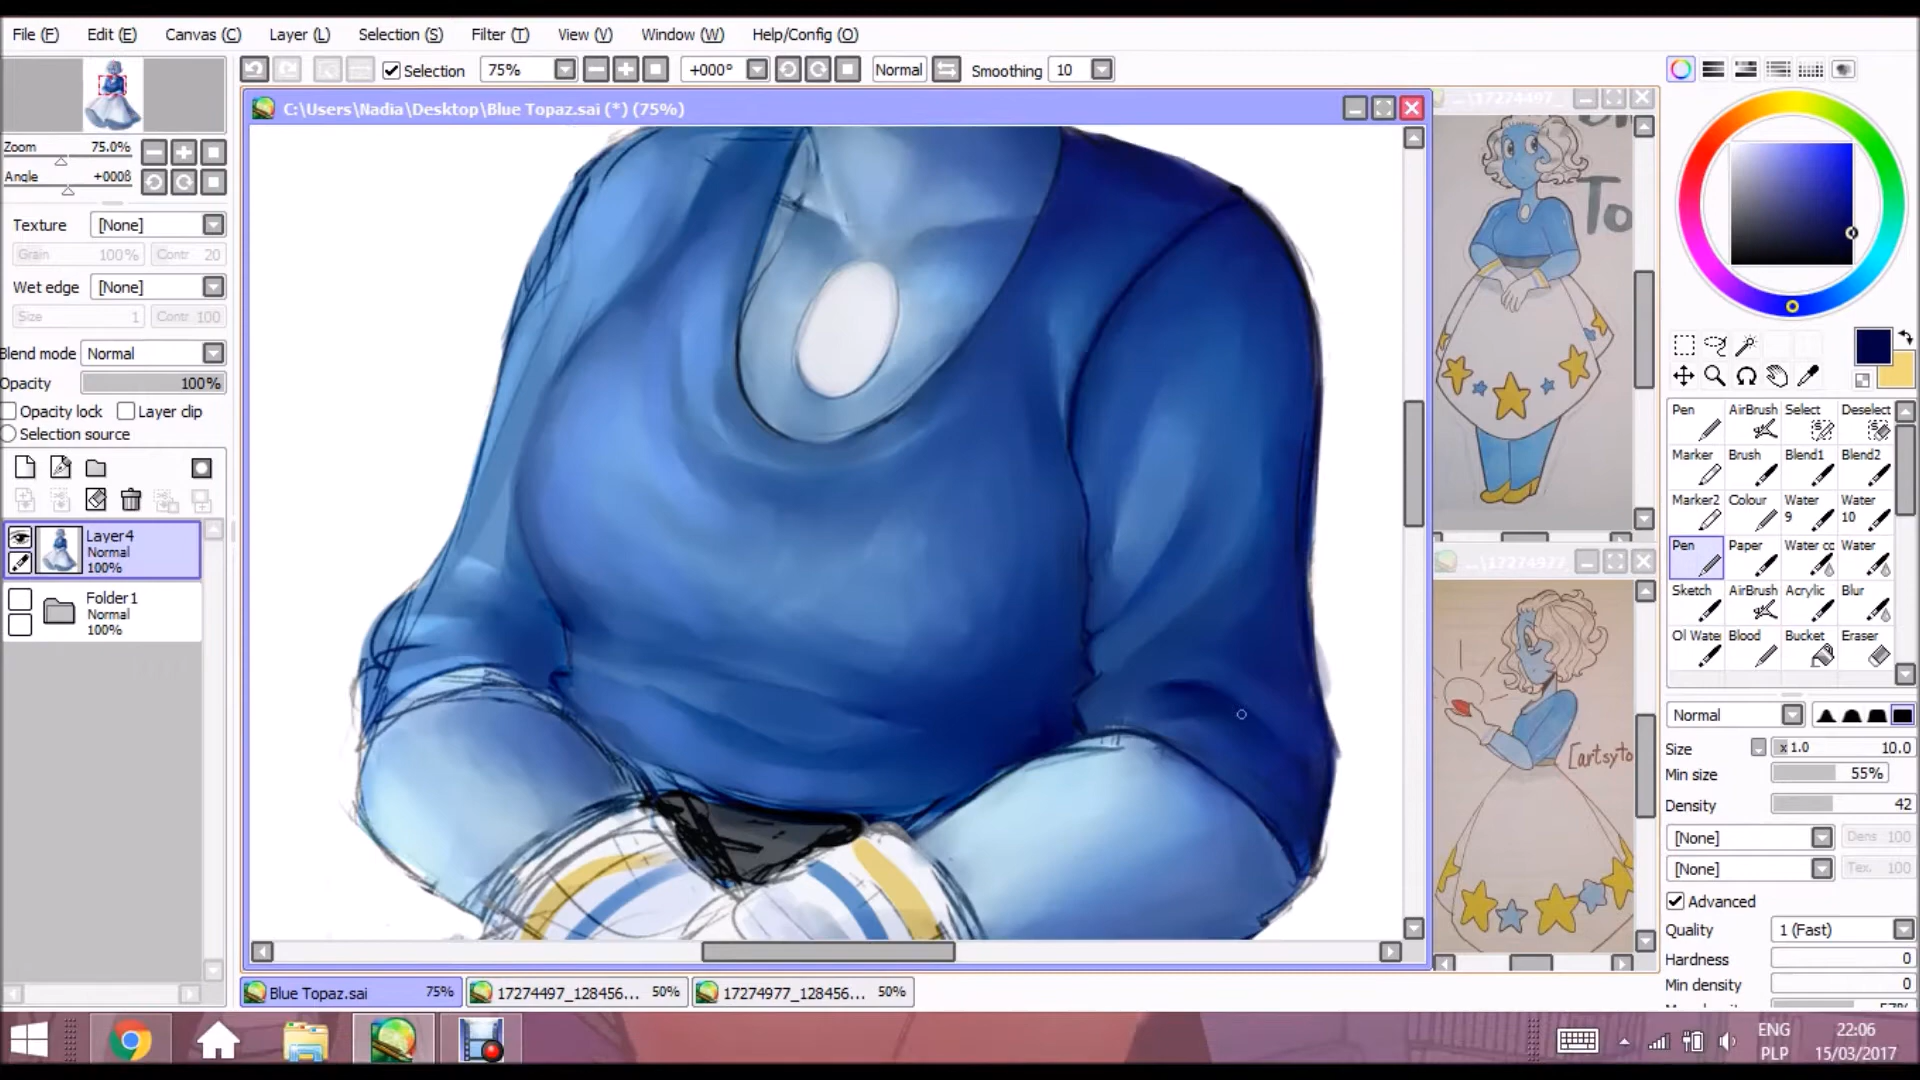 File (F) Edit (E) Canvas (C) Layer (L) Selection (S) Filter (T) View (V) Window (W) Help/Config (O)
Selection 75% +000° Normal Smoothing 10
C:\Users\Nadia\Desktop\Blue Topaz.sai (*) (75%)
...\17274497_
Zoom 75.0%
Angle +000ß
Texture [None]
Grain 100% Contr 20
Wet edge [None]
Size 1 Contr 100
Blend mode Normal
Opacity 100%
Opacity lock Layer clip
Selection source
Layer4
Normal
100%
Folder1
Normal
100%
To
...\17274977_
[artsyto
Pen AirBrush Select Deselect
Marker Brush Blend1 Blend2
Marker2 Colour Water 9 Water 10
Pen Paper Water cc Water
Sketch AirBrush Acrylic Blur
Ol Wate Blood Bucket Eraser
Normal
Size x 1.0 10.0
Min size 55%
Density 42
[None] Dens 100
[None] Tex. 100
Advanced
Quality 1 (Fast)
Hardness 0
Min density 0
Blue Topaz.sai 75% 17274497_128456... 50% 17274977_128456... 50%
ENG
PLP
22:06
15/03/2017